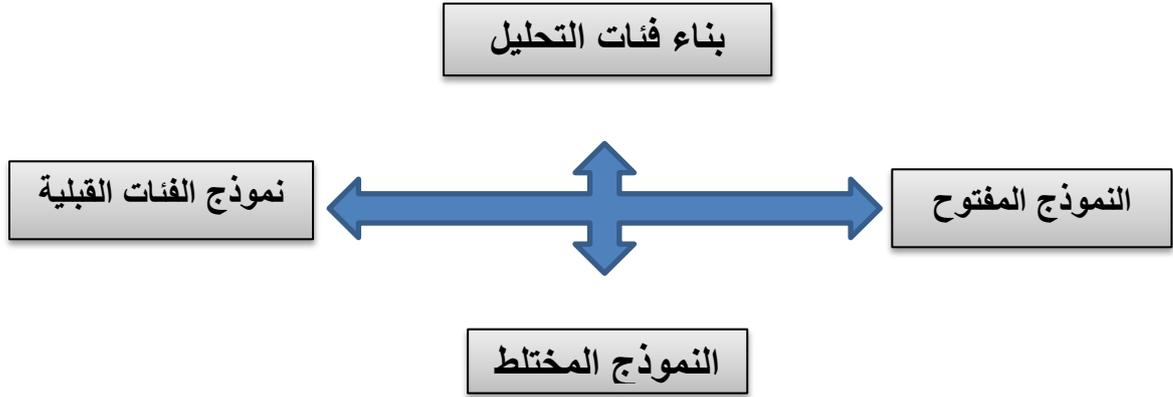 بناء فئات التحليل
النموذج المفتوح
نموذج الفئات القبلية
النموذج المختلط